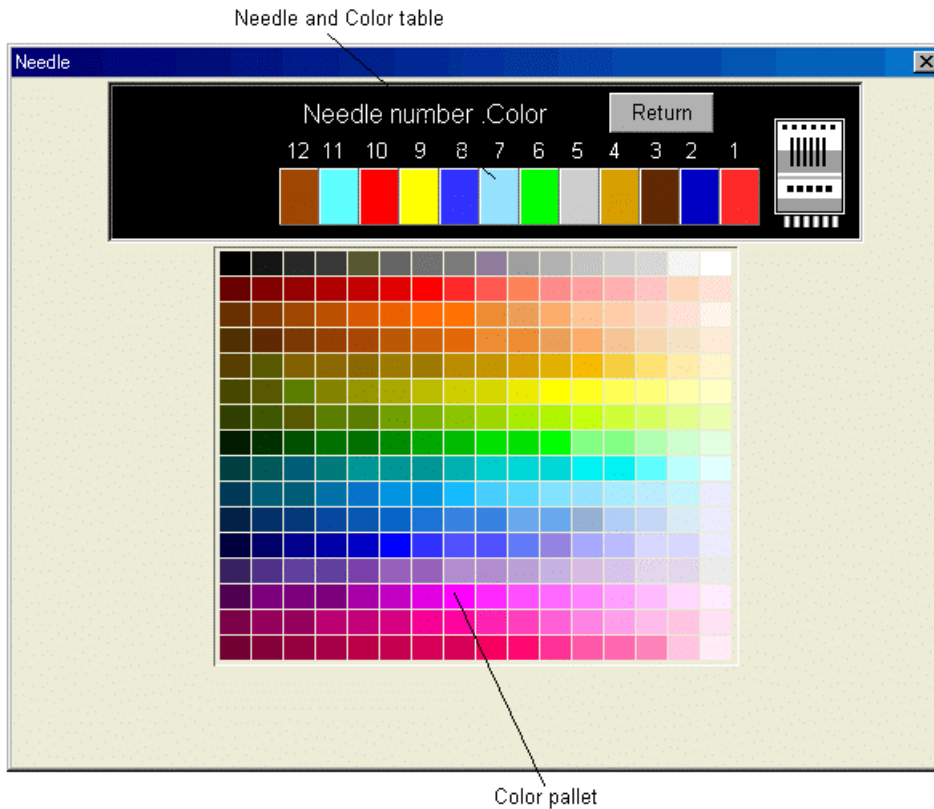 Needle and Color table
Needle
Needle number .Color
Return
12 11 10 9 8 7 6 5 4 3 2 1
Color pallet